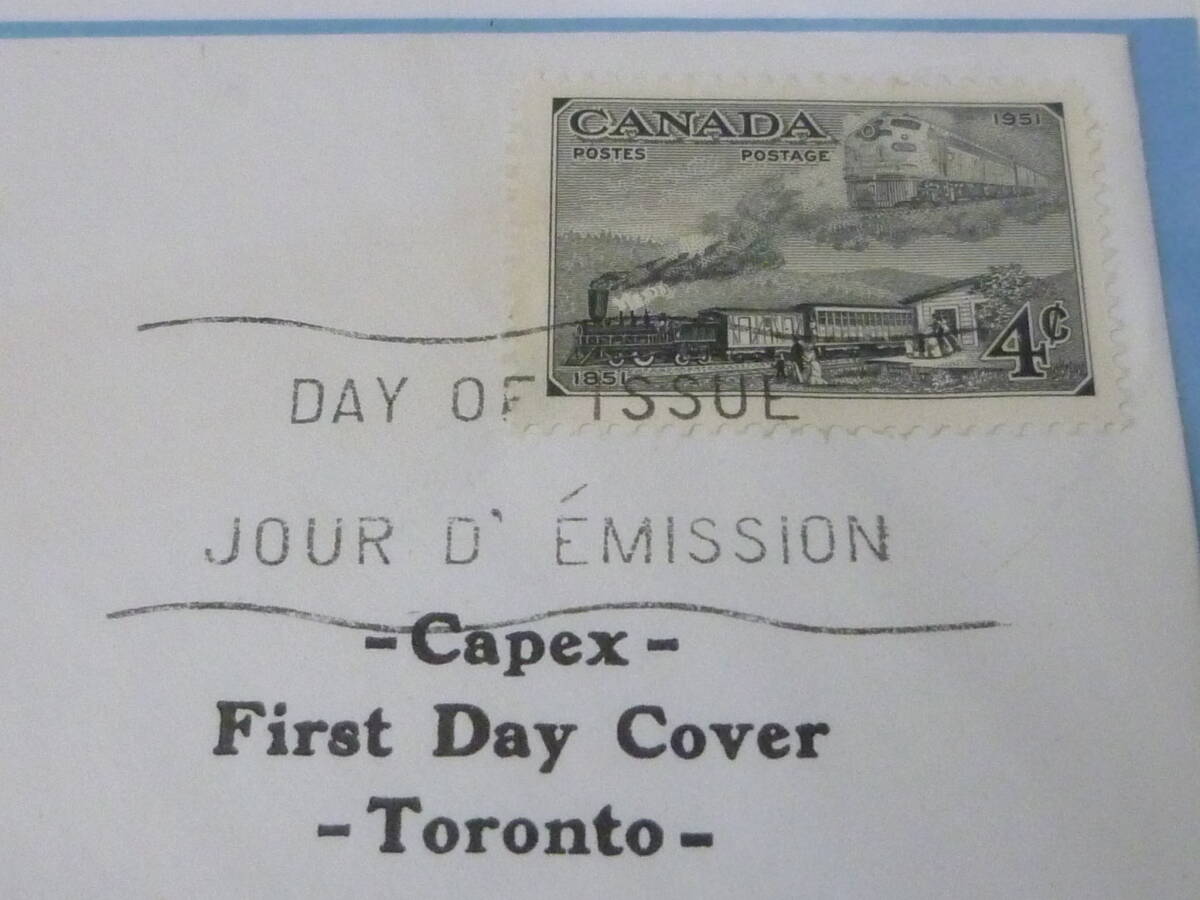 CANADA 1951
POSTES POSTAGE
4¢
1851
DAY OF ISSUE
JOUR D' ÉMISSION
-Capex-
First Day Cover
-Toronto-